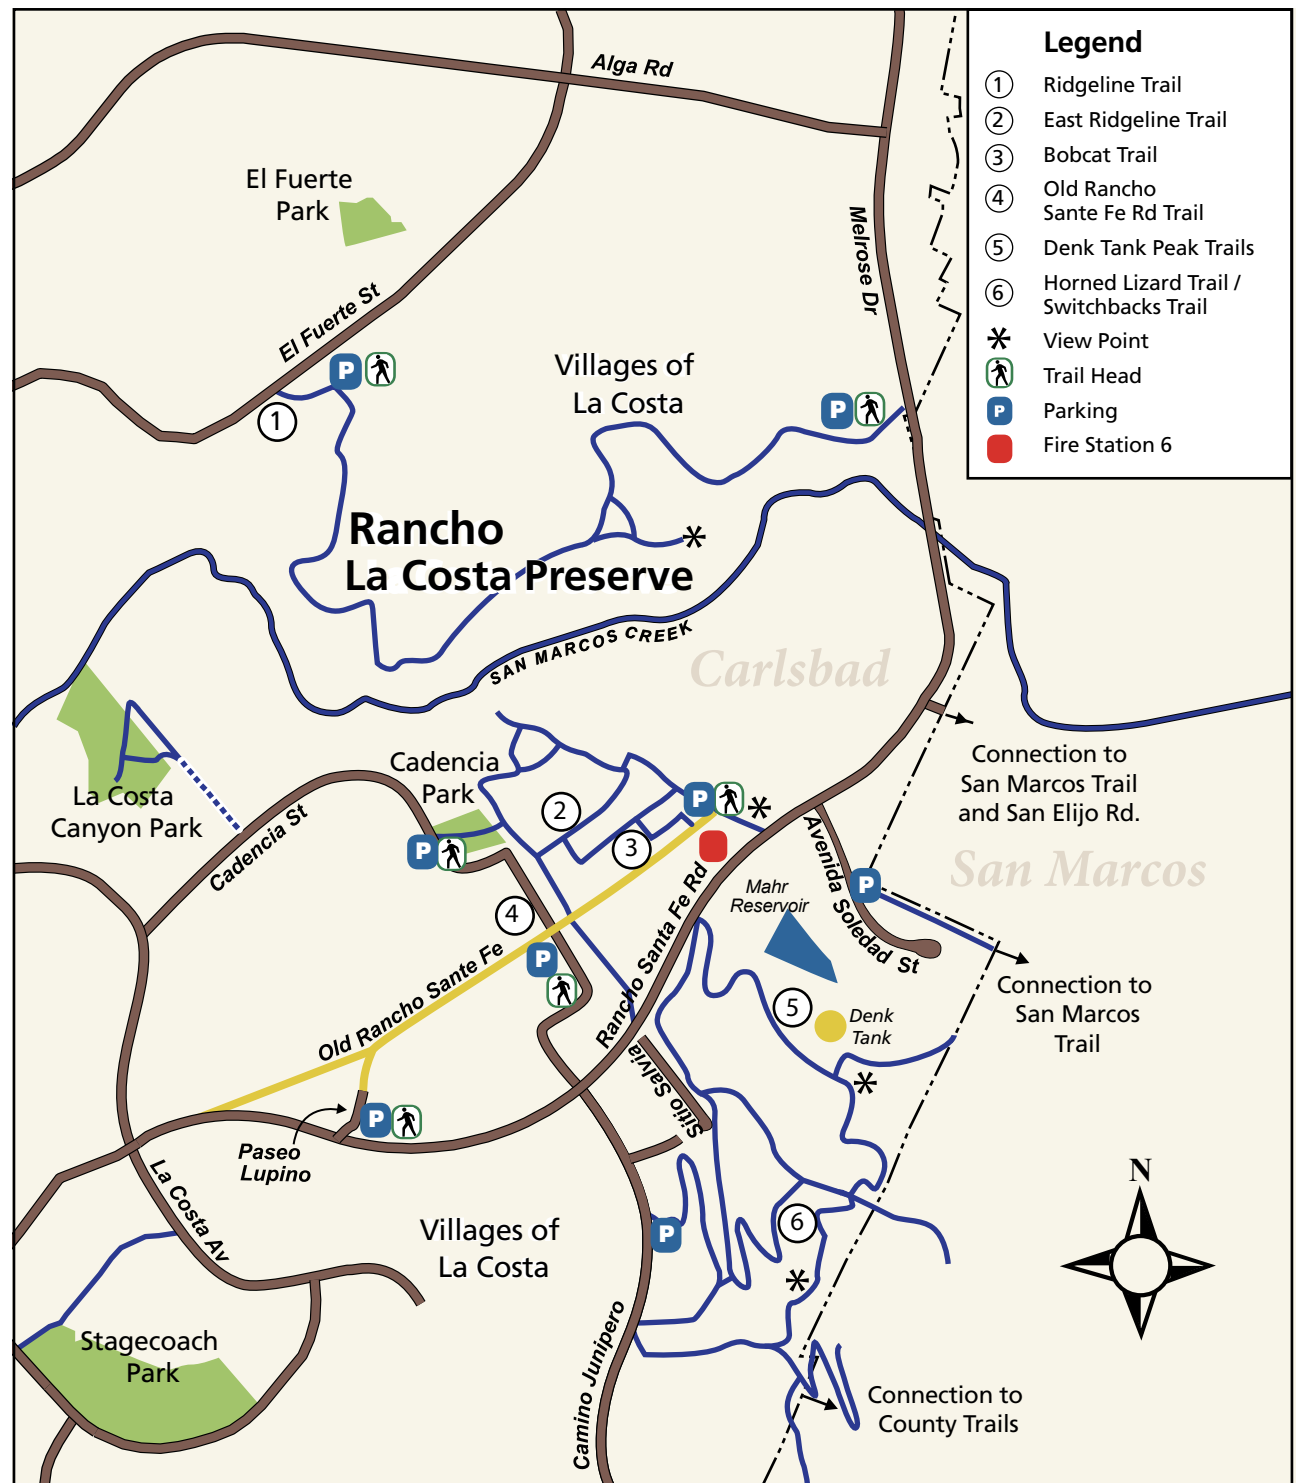 Legend
1 Ridgeline Trail
2 East Ridgeline Trail
3 Bobcat Trail
4 Old Rancho
Sante Fe Rd Trail
5 Denk Tank Peak Trails
6 Horned Lizard Trail /
Switchbacks Trail
View Point
Trail Head
P Parking
Fire Station 6
Alga Rd
El Fuerte
Park
Melrose Dr
El Fuerte St
P
Villages of
La Costa
P
1
Rancho
La Costa Preserve
SAN MARCOS CREEK
Carlsbad
Connection to
San Marcos Trail
and San Elijo Rd.
Cadencia
Park
La Costa
Canyon Park
Cadencia St
2
P
3
P
4
P
Avenida Soledad St
San Marcos
P
Mahr
Reservoir
Rancho Santa Fe Rd
Old Rancho Sante Fe
5
Denk
Tank
Connection to
San Marcos
Trail
Sitio Salvia
P
Paseo
Lupino
La Costa Av
Villages of
La Costa
P
6
N
Stagecoach
Park
Camino Junipero
Connection to
County Trails